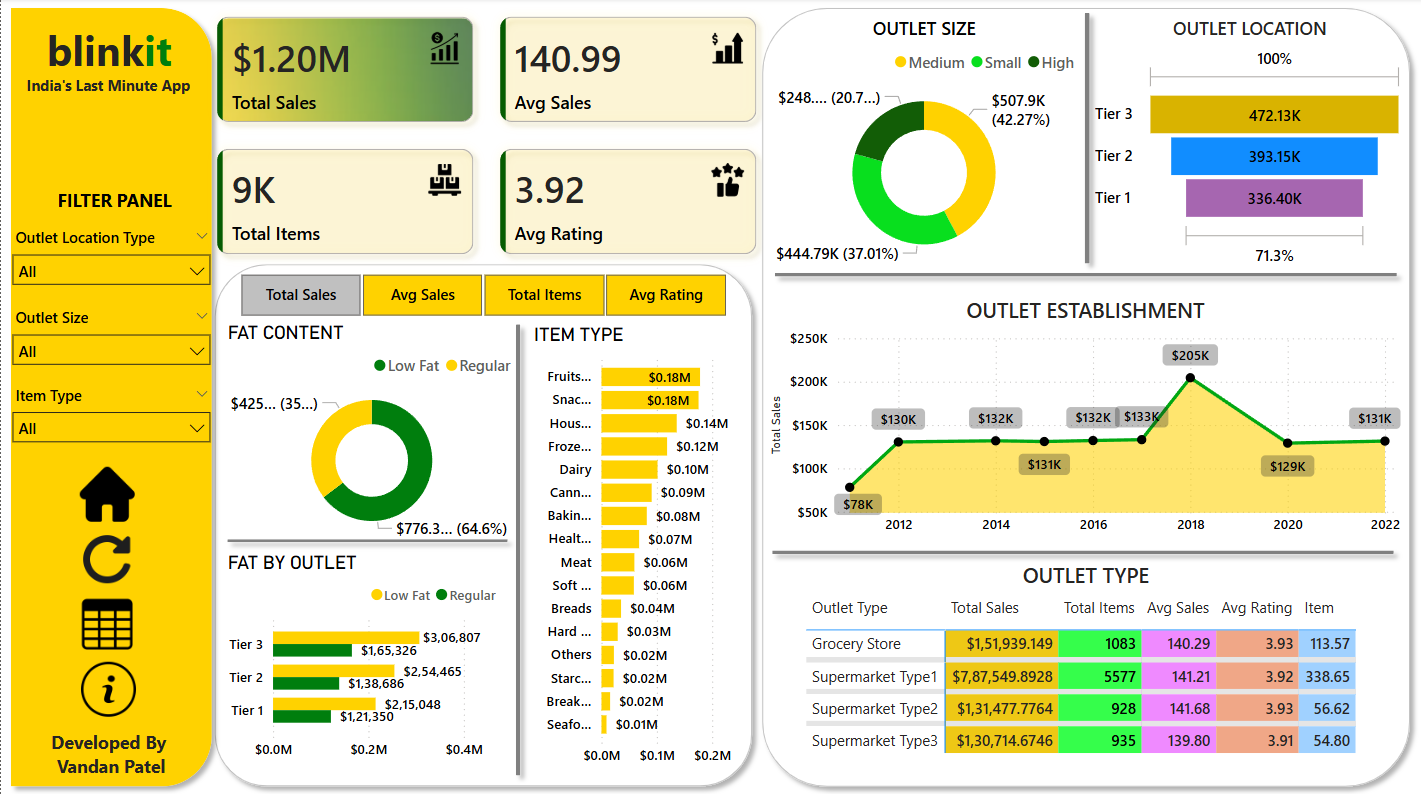 blinkit
India's Last Minute App
FILTER PANEL
Outlet Location Type
All
Outlet Size
All
Item Type
All
Developed By
Vandan Patel
$1.20M
Total Sales
140.99
Avg Sales
9K
Total Items
3.92
Avg Rating
Total Sales
Avg Sales
Total Items
Avg Rating
FAT CONTENT
Low Fat
Regular
$425... (35...)
$776.3... (64.6%)
FAT BY OUTLET
Low Fat
Regular
Tier 3
$3,06,807
$1,65,326
Tier 2
$2,54,465
$1,38,686
Tier 1
$2,15,048
$1,21,350
$0.0M $0.2M $0.4M
ITEM TYPE
Fruits... $0.18M
Snac... $0.18M
Hous... $0.14M
Froze... $0.12M
Dairy $0.10M
Cann... $0.09M
Bakin... $0.08M
Healt... $0.07M
Meat $0.06M
Soft ... $0.06M
Breads $0.04M
Hard ... $0.03M
Others $0.02M
Starc... $0.02M
Break... $0.02M
Seafo... $0.01M
$0.0M $0.1M $0.2M
OUTLET SIZE
Medium Small High
$248.... (20.7...)
$507.9K
(42.27%)
$444.79K (37.01%)
OUTLET LOCATION
100%
Tier 3 472.13K
Tier 2 393.15K
Tier 1 336.40K
71.3%
OUTLET ESTABLISHMENT
Total Sales
$250K
$200K
$150K
$100K
$50K
$78K
$130K
$132K
$131K
$132K
$133K
$205K
$129K
$131K
2012 2014 2016 2018 2020 2022
OUTLET TYPE
Outlet Type Total Sales Total Items Avg Sales Avg Rating Item
Grocery Store $1,51,939.149 1083 140.29 3.93 113.57
Supermarket Type1 $7,87,549.8928 5577 141.21 3.92 338.65
Supermarket Type2 $1,31,477.7764 928 141.68 3.93 56.62
Supermarket Type3 $1,30,714.6746 935 139.80 3.91 54.80